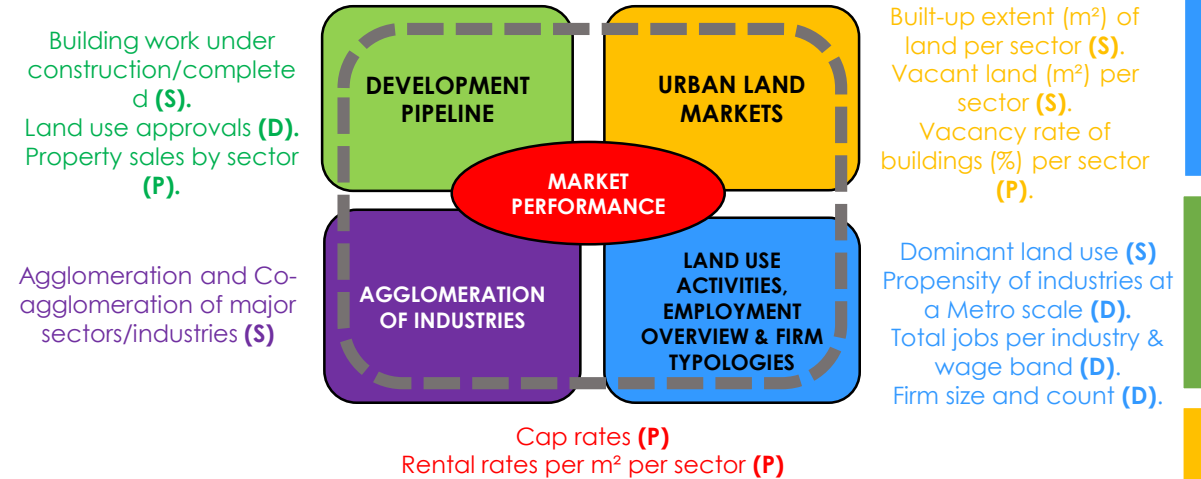 Building work under
construction/complete
d (S).
Land use approvals (D).
Property sales by sector
(P).
DEVELOPMENT
PIPELINE
URBAN LAND
MARKETS
Built-up extent (m²) of
land per sector (S).
Vacant land (m²) per
sector (S).
Vacancy rate of
buildings (%) per sector
(P).
MARKET
PERFORMANCE
Agglomeration and Co-
agglomeration of major
sectors/industries (S)
AGGLOMERATION
OF INDUSTRIES
LAND USE
ACTIVITIES,
EMPLOYMENT
OVERVIEW & FIRM
TYPOLOGIES
Dominant land use (S)
Propensity of industries at
a Metro scale (D).
Total jobs per industry &
wage band (D).
Firm size and count (D).
Cap rates (P)
Rental rates per m² per sector (P)